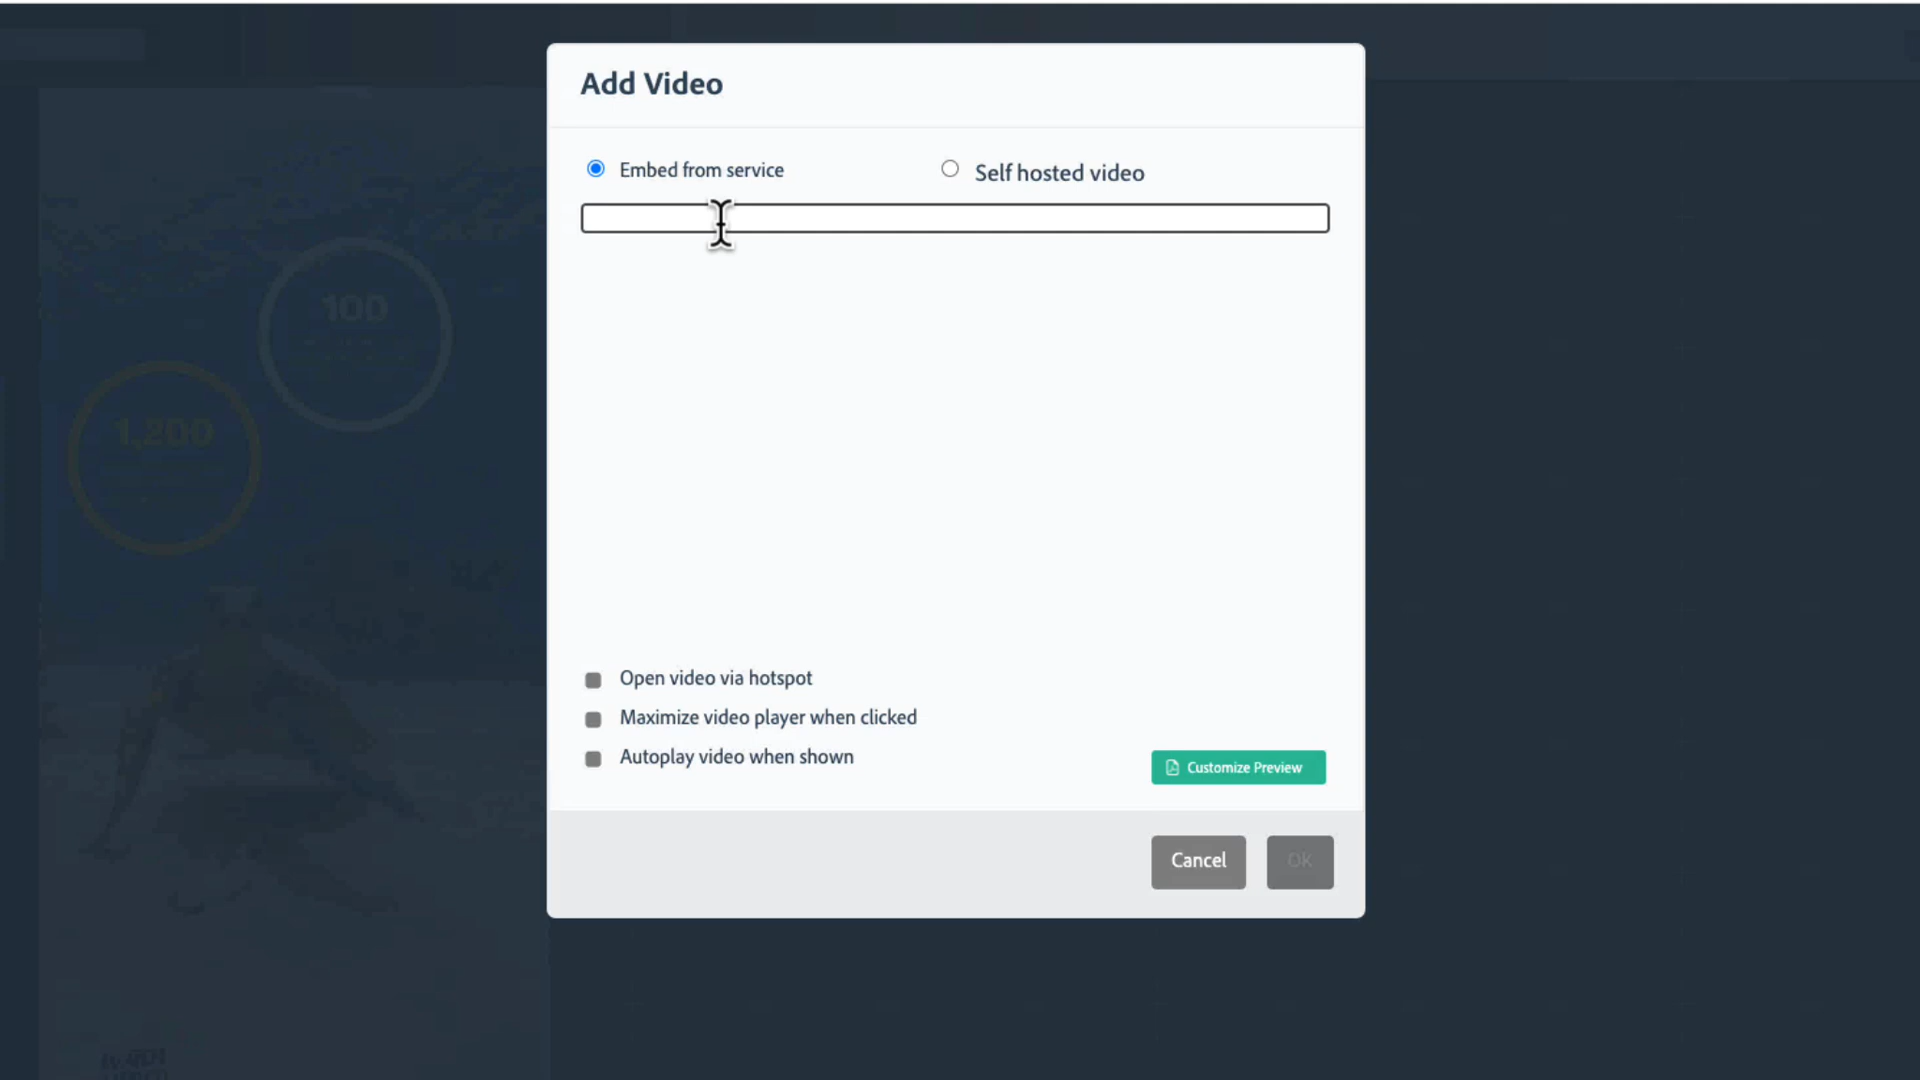 Add Video
Embed from service
Self hosted video
100
1,200
Open video via hotspot
Maximize video player when clicked
Autoplay video when shown
Customize Preview
Cancel
Ok